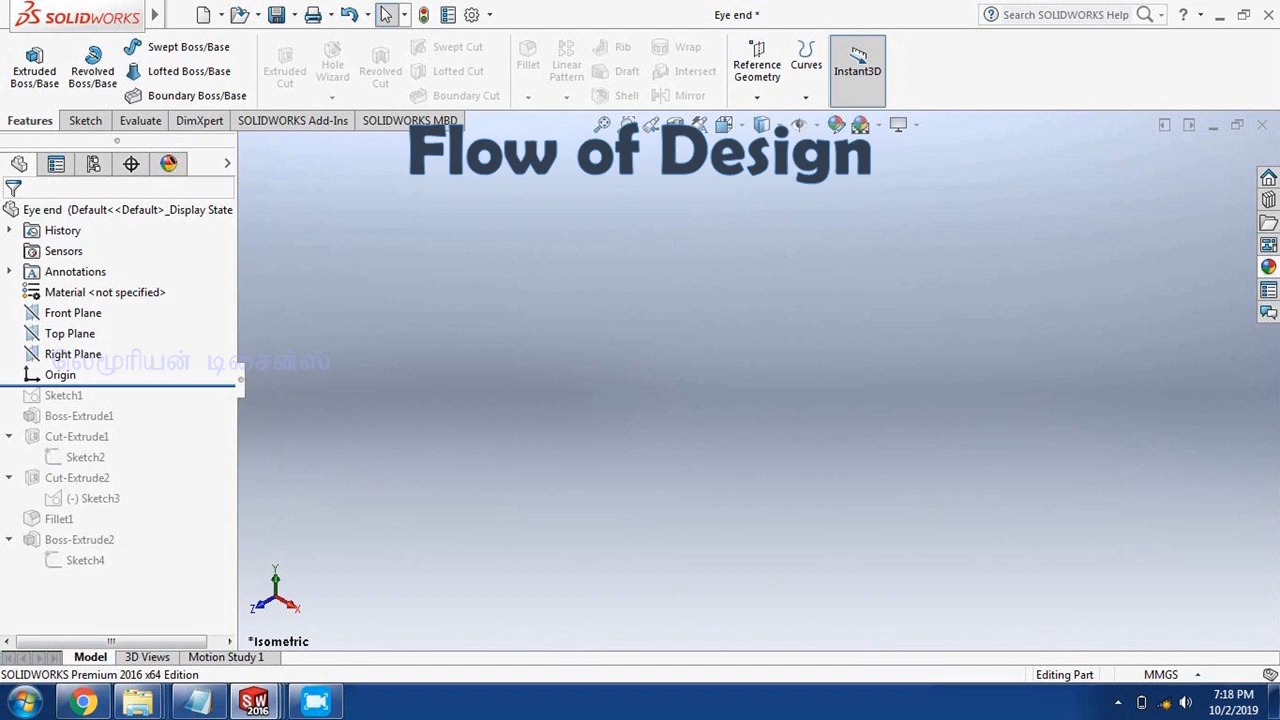 SOLIDWORKS
Eye end *
Search SOLIDWORKS Help
Extruded Boss/Base
Revolved Boss/Base
Swept Boss/Base
Lofted Boss/Base
Boundary Boss/Base
Extruded Cut
Hole Wizard
Revolved Cut
Swept Cut
Lofted Cut
Boundary Cut
Fillet
Linear Pattern
Rib
Draft
Shell
Wrap
Intersect
Mirror
Reference Geometry
Curves
Instant3D
Features
Sketch
Evaluate
DimXpert
SOLIDWORKS Add-Ins
SOLIDWORKS MBD
Flow of Design
Eye end (Default<<Default>_Display State
History
Sensors
Annotations
Material <not specified>
Front Plane
Top Plane
Right Plane
லெமூரியன் டிசைன்ஸ்
Origin
Sketch1
Boss-Extrude1
Cut-Extrude1
Sketch2
Cut-Extrude2
(-) Sketch3
Fillet1
Boss-Extrude2
Sketch4
Y
Z
X
*Isometric
Model
3D Views
Motion Study 1
SOLIDWORKS Premium 2016 x64 Edition
Editing Part
MMGS
SW
2016
7:18 PM
10/2/2019